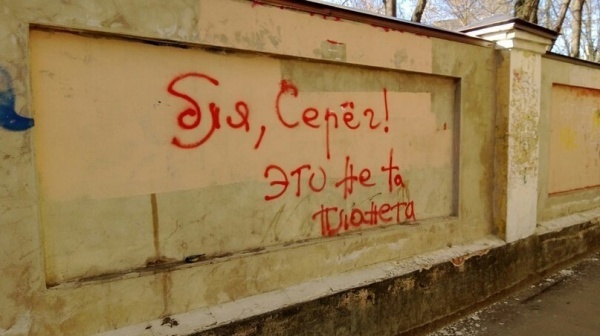 бля, Серёг!
это не та
планета